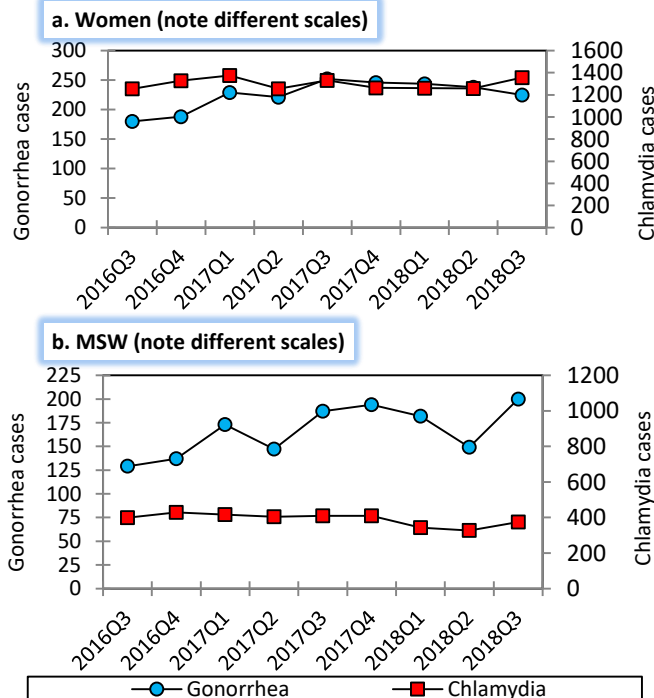 a. Women (note different scales)
Gonorrhea cases
300
250
200
150
100
50
0
1600
1400
1200
1000
800
600
400
200
0
Chlamydia cases
2016Q3
2016Q4
2017Q1
2017Q2
2017Q3
2017Q4
2018Q1
2018Q2
2018Q3
b. MSW (note different scales)
Gonorrhea cases
225
200
175
150
125
100
75
50
25
0
1200
1000
800
600
400
200
0
Chlamydia cases
2016Q3
2016Q4
2017Q1
2017Q2
2017Q3
2017Q4
2018Q1
2018Q2
2018Q3
Gonorrhea Chlamydia